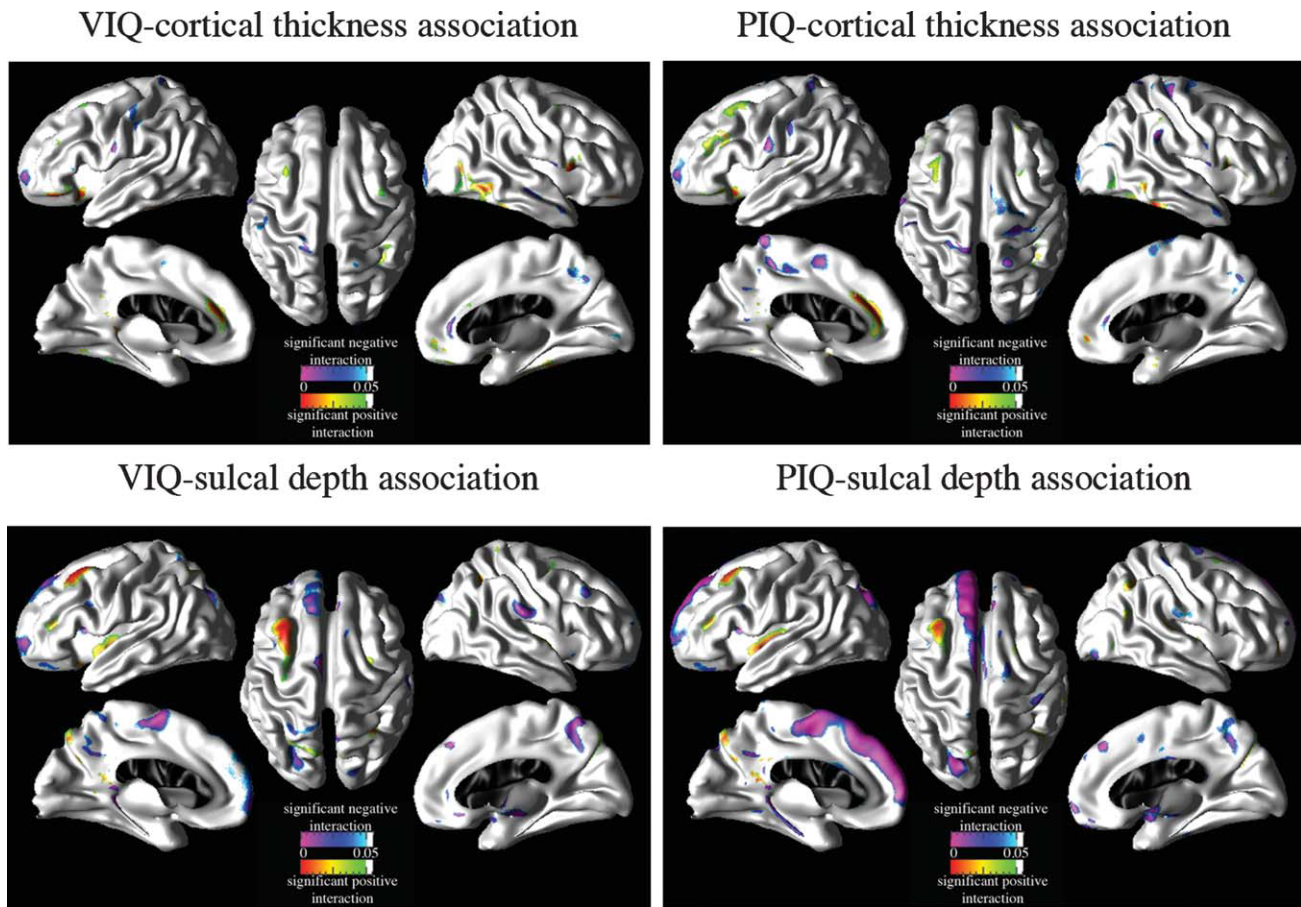 VIQ-cortical thickness association
PIQ-cortical thickness association
significant negative
interaction
0 0.05
significant positive
interaction
significant negative
interaction
0 0.05
significant positive
interaction
VIQ-sulcal depth association
PIQ-sulcal depth association
significant negative
interaction
0 0.05
significant positive
interaction
significant negative
interaction
0 0.05
significant positive
interaction